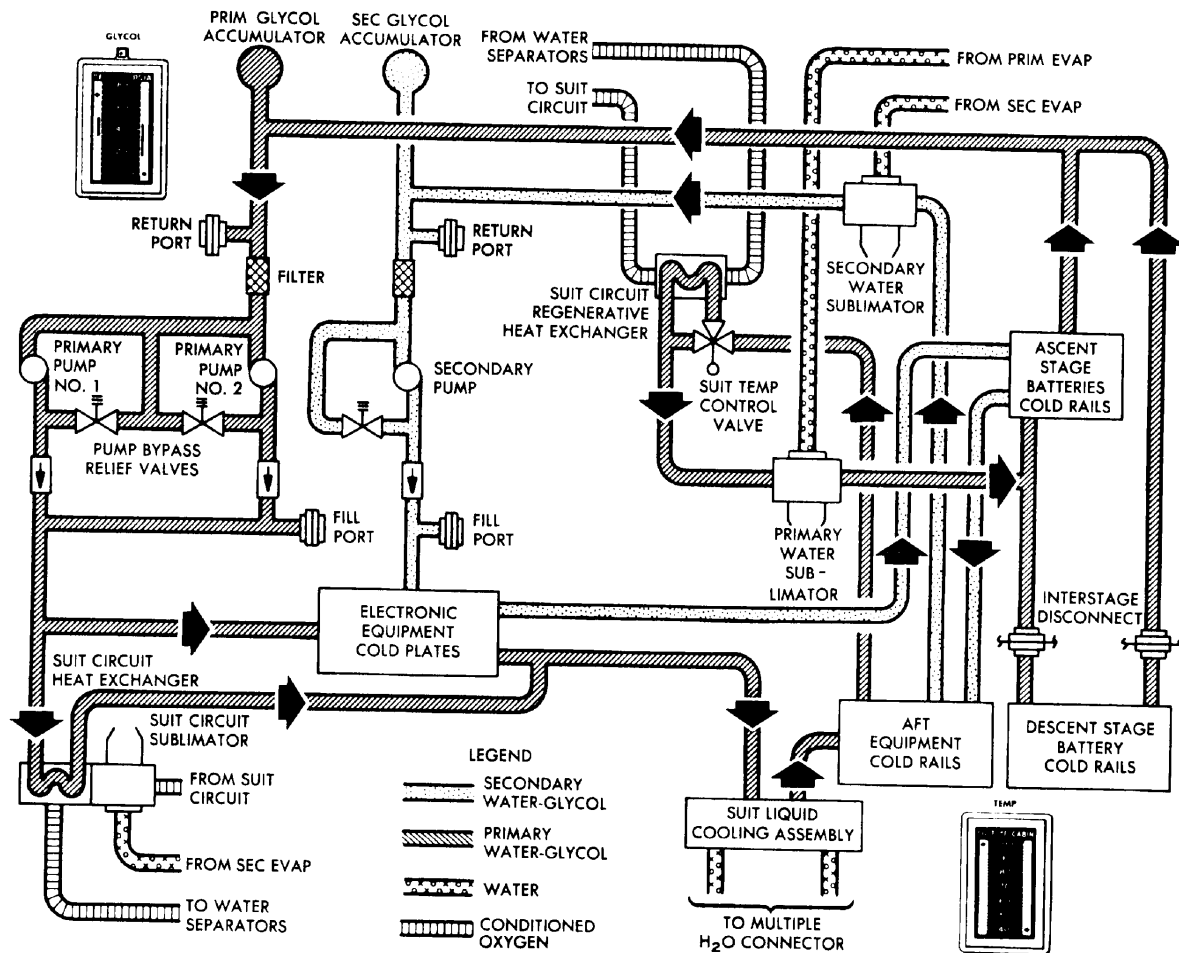 GLYCOL
PRIM GLYCOL
ACCUMULATOR
SEC GLYCOL
ACCUMULATOR
FROM WATER
SEPARATORS
TO SUIT
CIRCUIT
FROM PRIM EVAP
FROM SEC EVAP
RETURN
PORT
RETURN
PORT
FILTER
SECONDARY
WATER
SUBLIMATOR
SUIT CIRCUIT
REGENERATIVE
HEAT EXCHANGER
PRIMARY
PUMP
NO. 1
PRIMARY
PUMP
NO. 2
SECONDARY
PUMP
ASCENT
STAGE
BATTERIES
COLD RAILS
SUIT TEMP
CONTROL
VALVE
PUMP BYPASS
RELIEF VALVES
FILL
PORT
FILL
PORT
PRIMARY
WATER
SUB-
LIMATOR
ELECTRONIC
EQUIPMENT
COLD PLATES
INTERSTAGE
DISCONNECT
SUIT CIRCUIT
HEAT EXCHANGER
SUIT CIRCUIT
SUBLIMATOR
AFT
EQUIPMENT
COLD RAILS
DESCENT STAGE
BATTERY
COLD RAILS
FROM SUIT
CIRCUIT
LEGEND
SECONDARY
WATER-GLYCOL
SUIT LIQUID
COOLING ASSEMBLY
TEMP
PRIMARY
WATER-GLYCOL
FROM SEC EVAP
WATER
TO WATER
SEPARATORS
CONDITIONED
OXYGEN
TO MULTIPLE
H₂O CONNECTOR